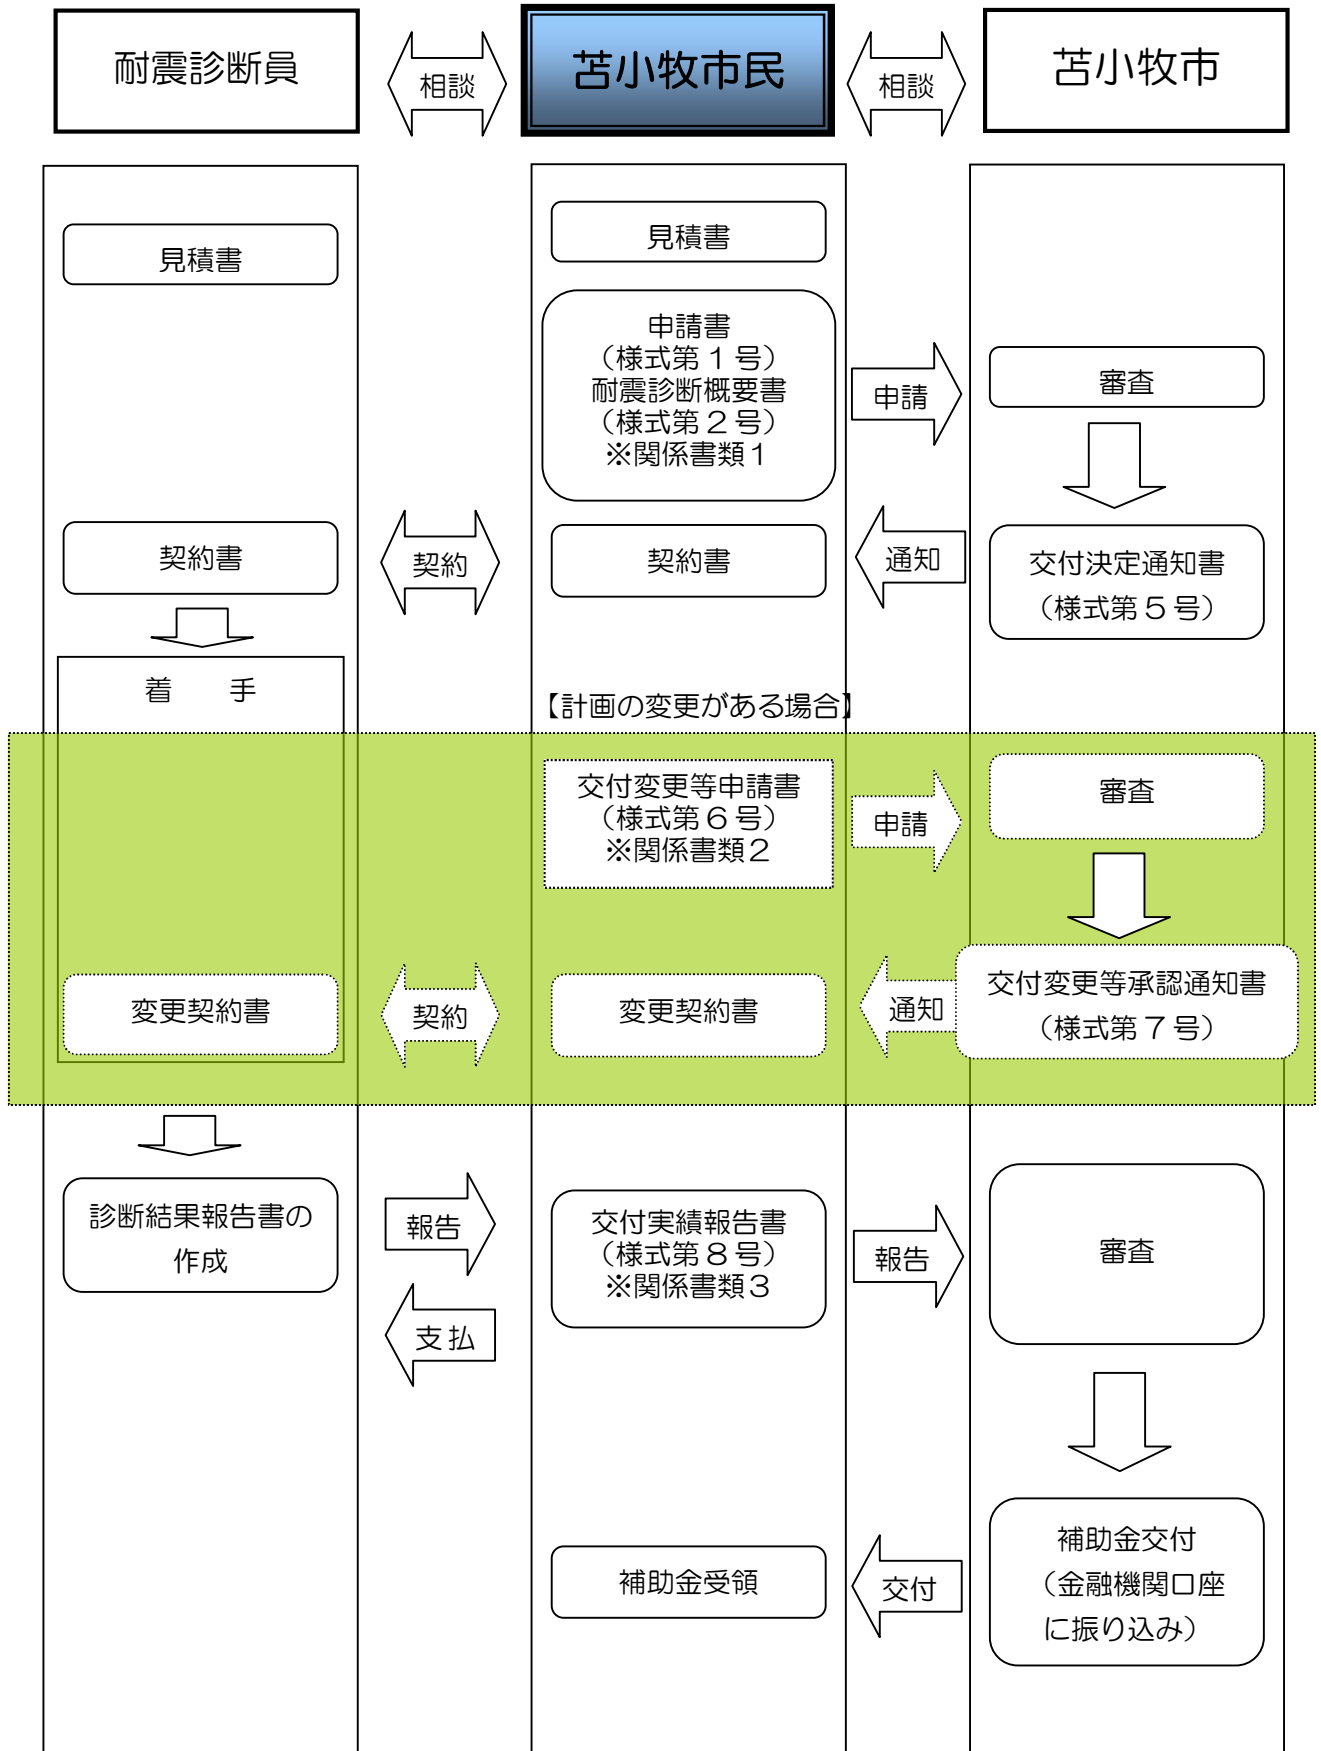 耐震診断員
相談
苫小牧市民
相談
苫小牧市
見積書
見積書
申請書
（様式第１号）
耐震診断概要書
（様式第２号）
※関係書類１
申請
審査
契約書
契約
契約書
通知
交付決定通知書
（様式第５号）
着　　手
【計画の変更がある場合】
交付変更等申請書
（様式第６号）
※関係書類２
申請
審査
変更契約書
契約
変更契約書
通知
交付変更等承認通知書
（様式第７号）
診断結果報告書の
作成
報告
支払
交付実績報告書
（様式第８号）
※関係書類３
報告
審査
補助金受領
交付
補助金交付
（金融機関口座
に振り込み）